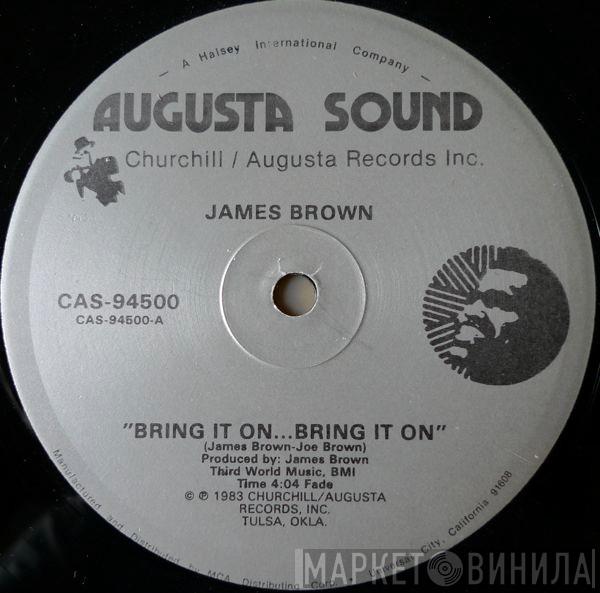 — A Halsey International Company —
AUGUSTA SOUND
Churchill / Augusta Records Inc.
JAMES BROWN
CAS-94500
CAS-94500-A
"BRING IT ON...BRING IT ON"
(James Brown-Joe Brown)
Produced by: James Brown
Third World Music, BMI
Time 4:04 Fade
© ℗ 1983 CHURCHILL/AUGUSTA
RECORDS, INC.
TULSA, OKLA.
Manufactured and Distributed by MCA Distributing Corp., Universal City, California 91608
МАРКЕТ ВИНИЛА